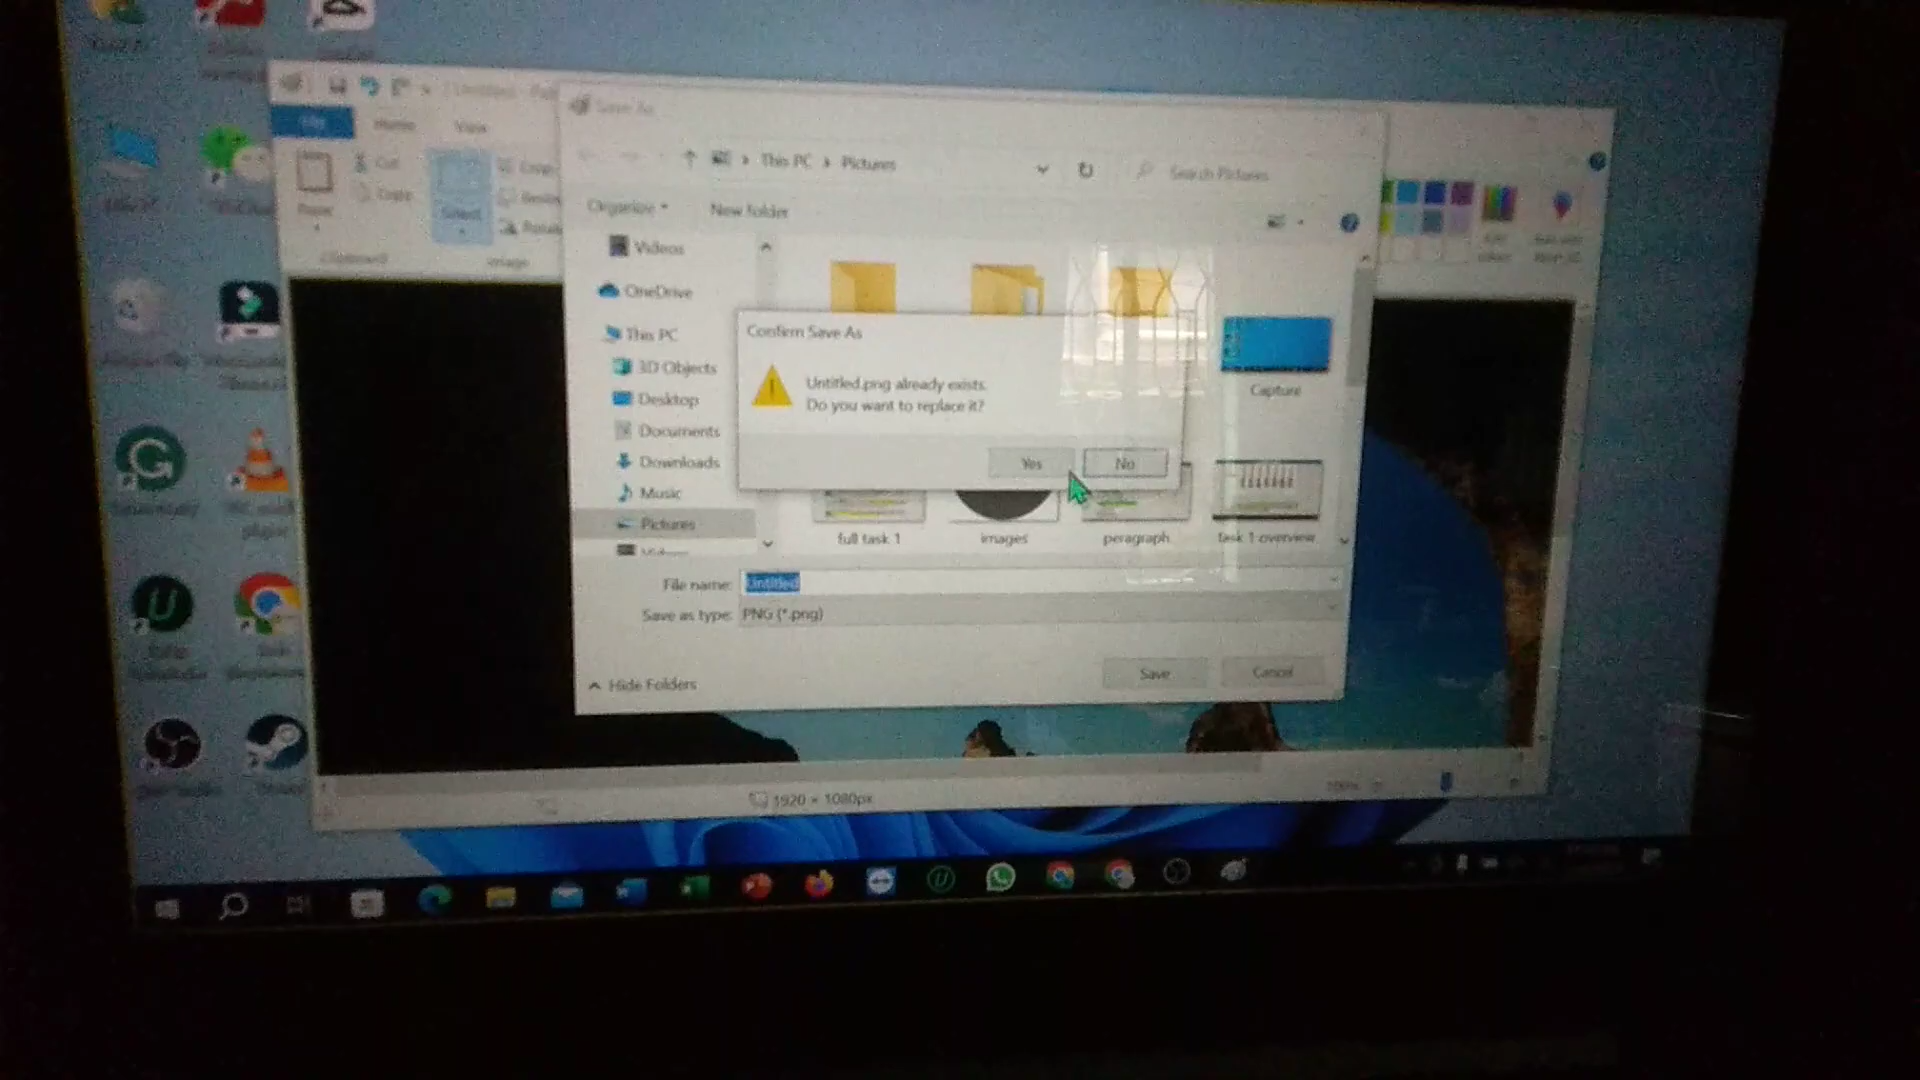 Save As
File
Home
View
Cut
Copy
Paste
Select
Clipboard
Image
This PC > Pictures
Search Pictures
Organize
New folder
Videos
OneDrive
This PC
3D Objects
Desktop
Documents
Downloads
Music
Pictures
Videos
Confirm Save As
Untitled.png already exists.
Do you want to replace it?
Yes
No
Capture
full task 1
images
peragraph
task 1 overview
File name: Untitled
Save as type: PNG (*.png)
Hide Folders
Save
Cancel
1920 × 1080px